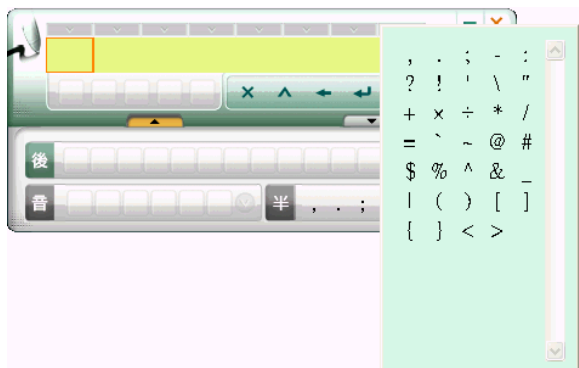 , . ; - :
? ! ' \ "
+ × ÷ * /
= ` ~ @ #
$ % ^ & _
| ( ) [ ]
{ } < >
後
音 半 , . ;